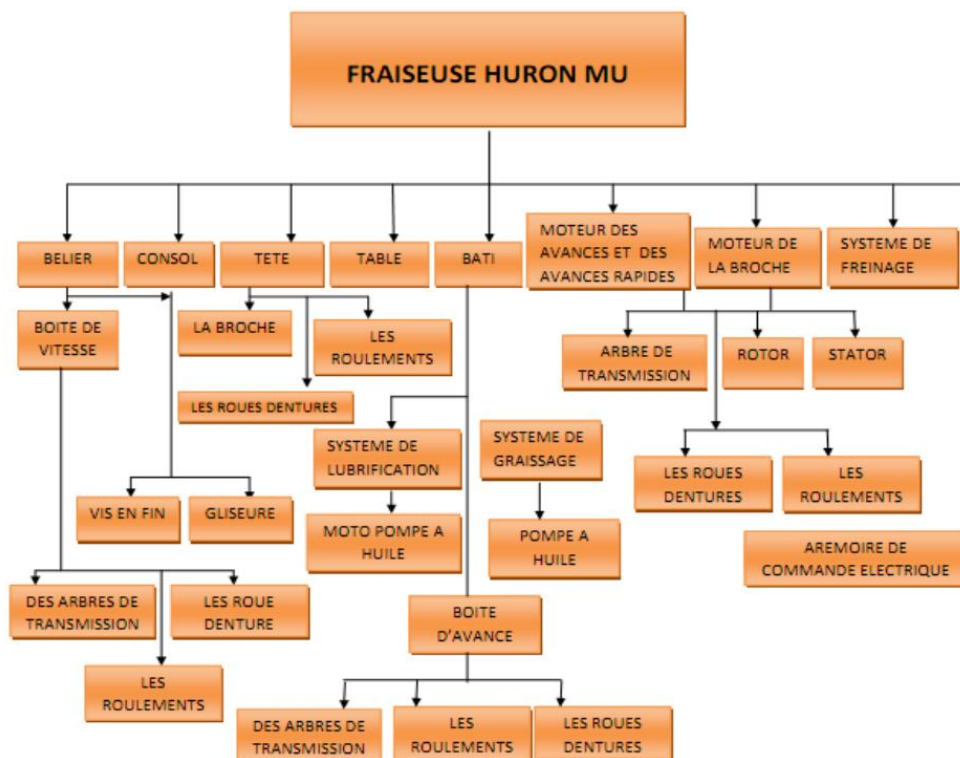 FRAISEUSE HURON MU
BELIER
CONSOL
TETE
TABLE
BATI
MOTEUR DES
AVANCES ET DES
AVANCES RAPIDES
MOTEUR DE
LA BROCHE
SYSTEME DE
FREINAGE
BOITE DE
VITESSE
LA BROCHE
LES
ROULEMENTS
ARBRE DE
TRANSMISSION
ROTOR
STATOR
LES ROUES DENTURES
SYSTEME DE
LUBRIFICATION
SYSTEME DE
GRAISSAGE
LES ROUES
DENTURES
LES
ROULEMENTS
VIS EN FIN
GLISEURE
MOTO POMPE A
HUILE
POMPE A
HUILE
AREMOIRE DE
COMMANDE ELECTRIQUE
DES ARBRES DE
TRANSMISSION
LES ROUE
DENTURE
BOITE
D'AVANCE
LES
ROULEMENTS
DES ARBRES DE
TRANSMISSION
LES
ROULEMENTS
LES ROUES
DENTURES